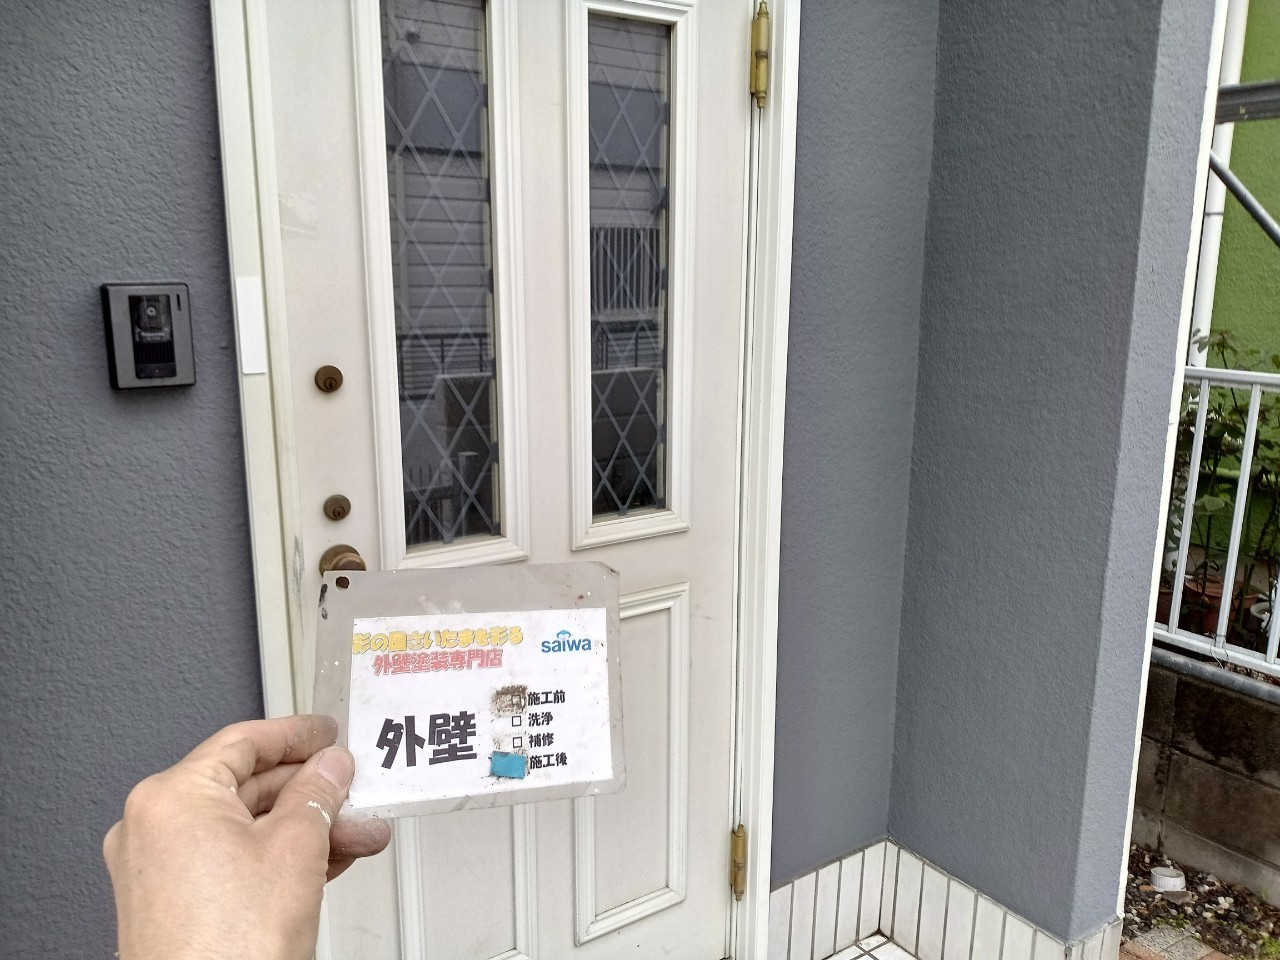 彩の国さいたまを彩る
外壁塗装専門店
saiwa
外壁
□ 施工前
□ 洗浄
□ 補修
施工後